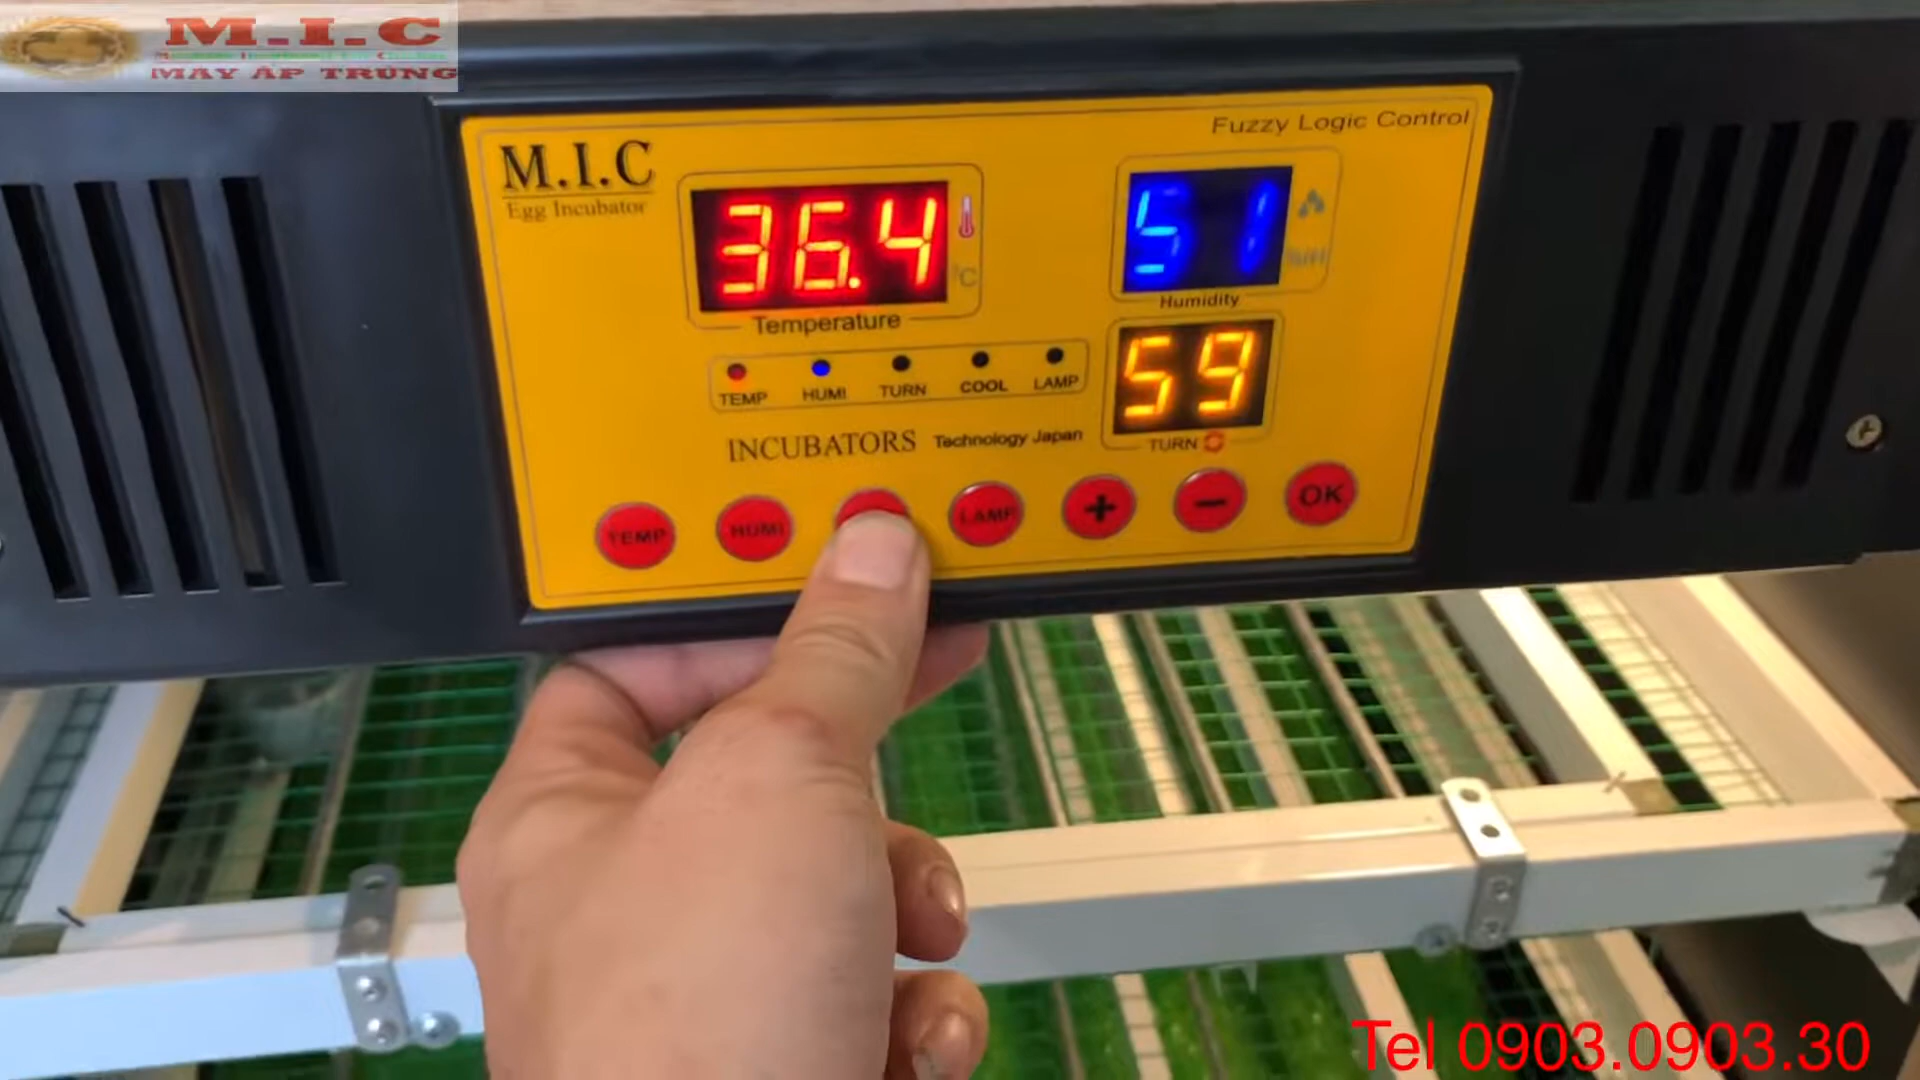 M.I.C
MÁY ẤP TRỨNG
Fuzzy Logic Control
M.I.C
Egg Incubator
36.4
°C
Temperature
51
Humidity
TEMP HUMI TURN COOL LAMP
59
TURN
INCUBATORS Technology Japan
TEMP HUMI LAMP + - OK
Tel 0903.0903.30